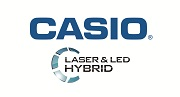 CASIO®
LASER & LED
HYBRID